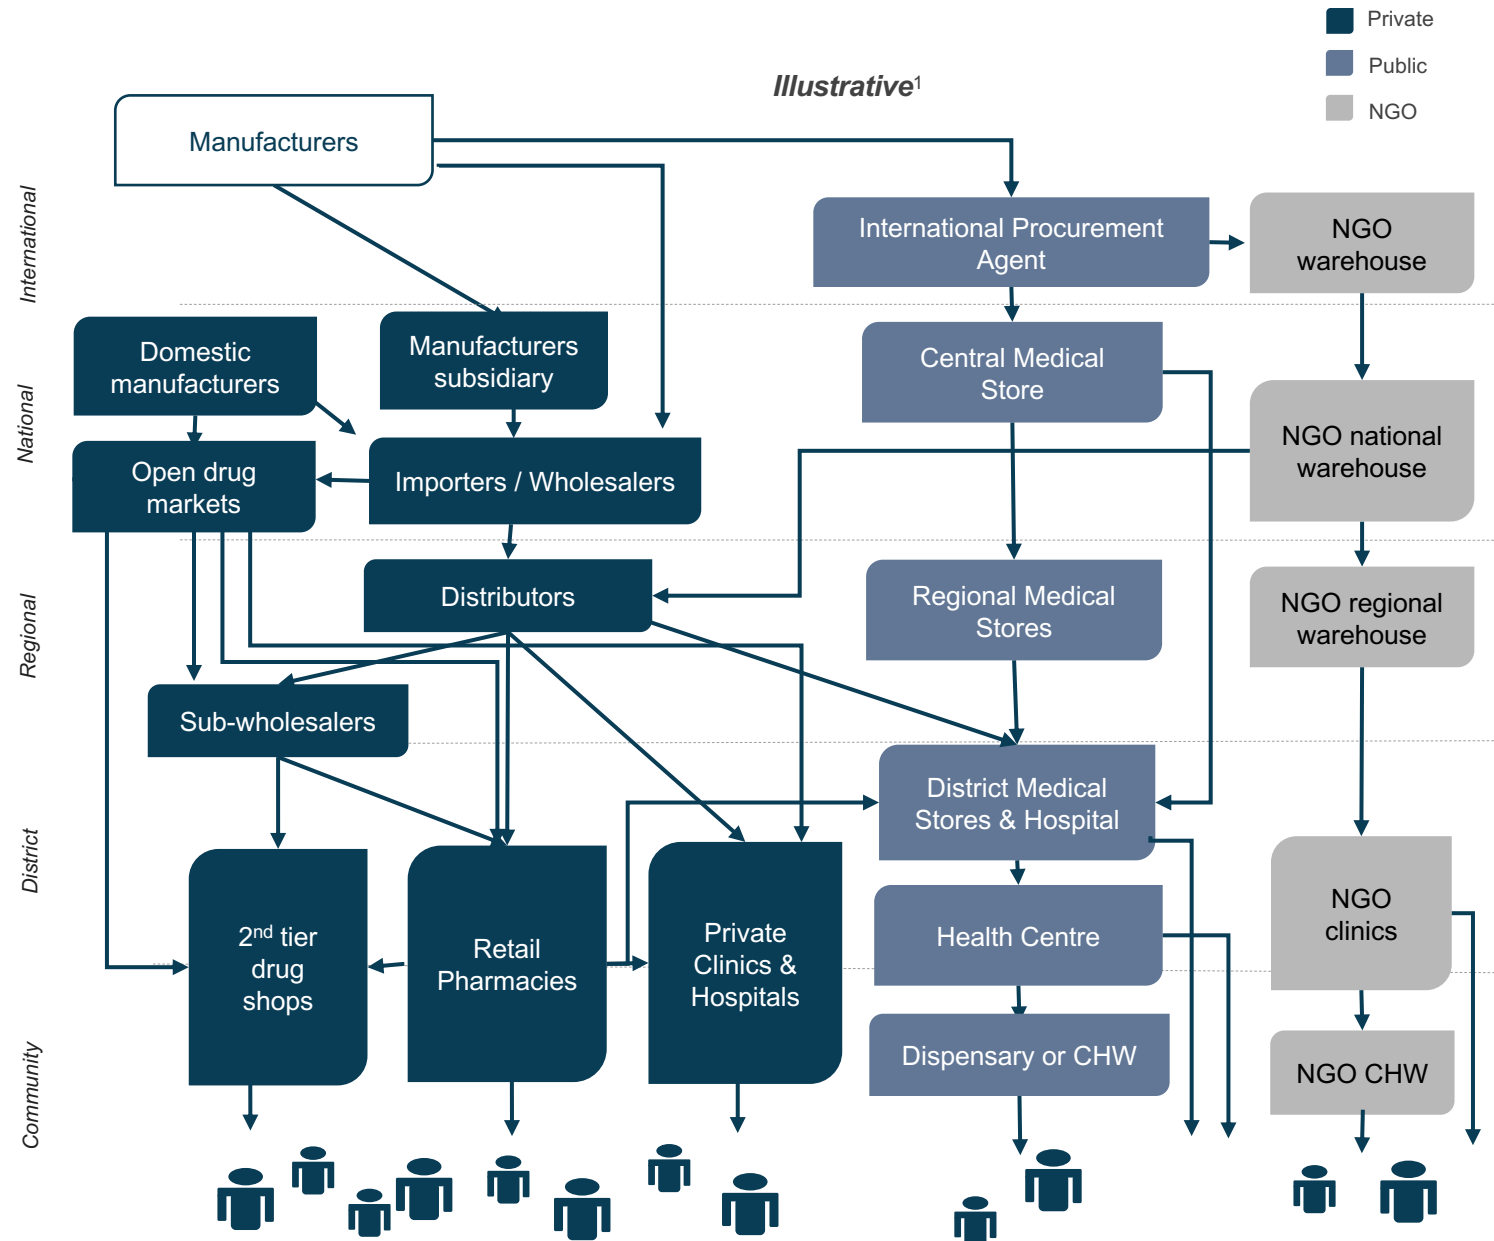 Private
Public
NGO
Illustrative¹
Manufacturers
International
International Procurement
Agent
NGO
warehouse
National
Domestic
manufacturers
Manufacturers
subsidiary
Central Medical
Store
Open drug
markets
Importers / Wholesalers
NGO national
warehouse
Regional
Distributors
Regional Medical
Stores
NGO regional
warehouse
Sub-wholesalers
District
District Medical
Stores & Hospital
2nd tier
drug
shops
Retail
Pharmacies
Private
Clinics &
Hospitals
Health Centre
NGO
clinics
Community
Dispensary or CHW
NGO CHW